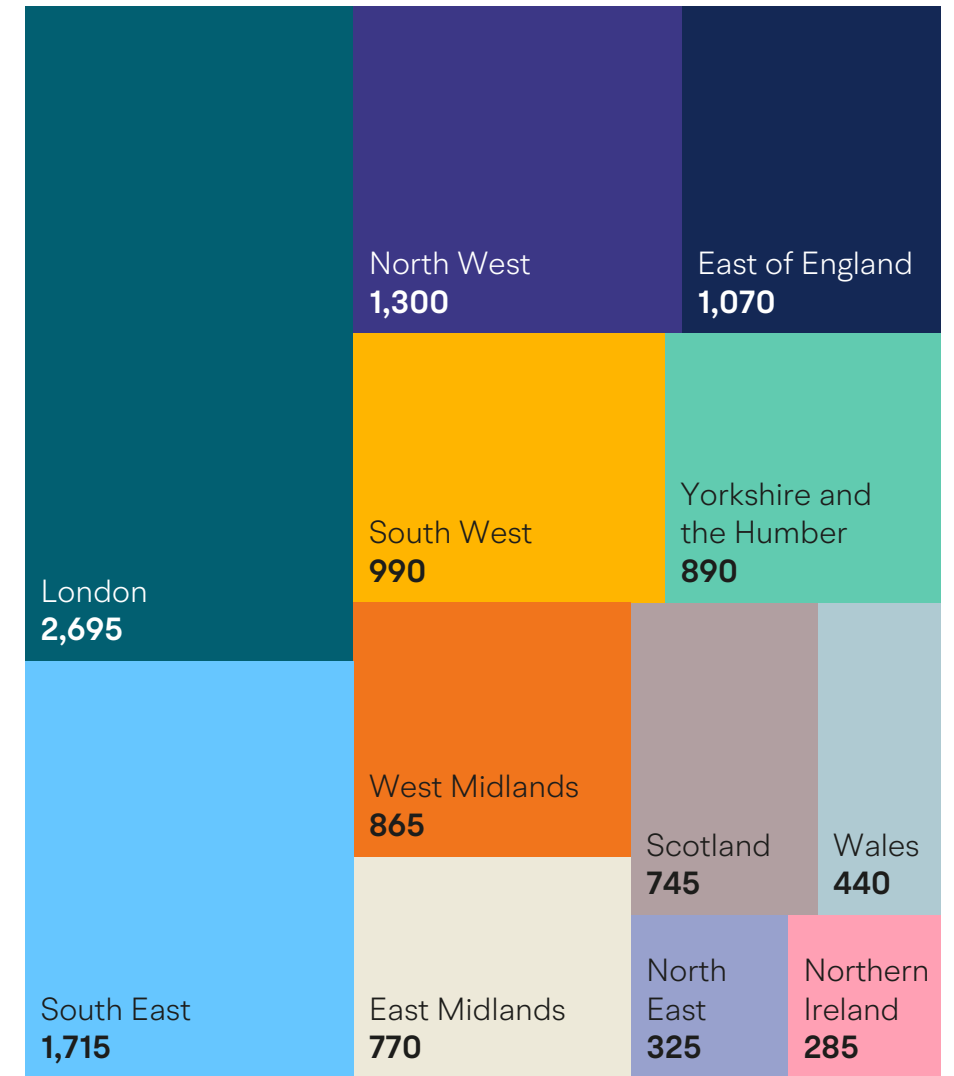 North West
1,300
East of England
1,070
London
2,695
South West
990
Yorkshire and
the Humber
890
South East
1,715
West Midlands
865
East Midlands
770
Scotland
745
Wales
440
North
East
325
Northern
Ireland
285